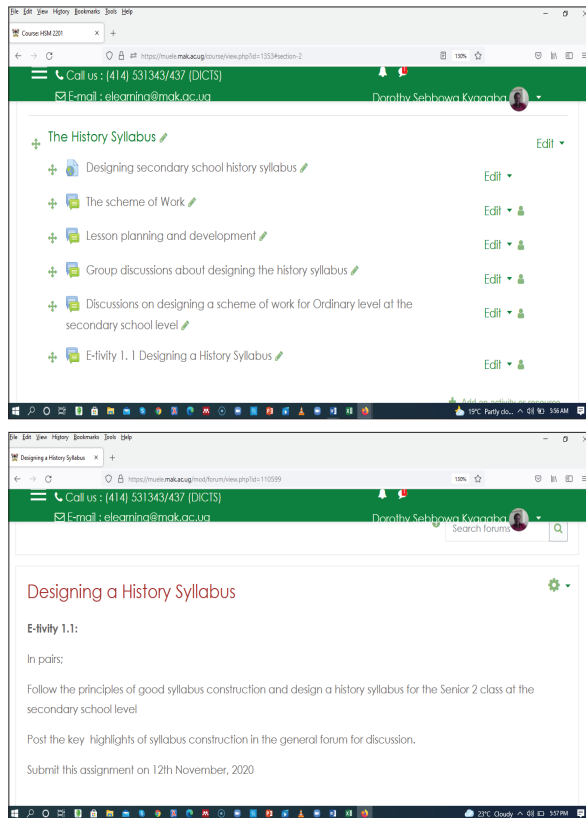 File Edit View History Bookmarks Tools Help
Course: HSM 2201
https://muele.mak.ac.ug/course/view.php?id=1353#section-2
130%
Call us : (414) 531343/437 (DICTS)
E-mail : elearning@mak.ac.ug
Dorothy Sebbowa Kyagaba
The History Syllabus
Edit
Designing secondary school history syllabus
Edit
The scheme of Work
Edit
Lesson planning and development
Edit
Group discussions about designing the history syllabus
Edit
Discussions on designing a scheme of work for Ordinary level at the
secondary school level
Edit
E-tivity 1. 1 Designing a History Syllabus
Edit
Add an activity or resource
19°C Partly clo... 5:56 AM
File Edit View History Bookmarks Tools Help
Designing a History Syllabus
https://muele.mak.ac.ug/mod/forum/view.php?id=110599
130%
Call us : (414) 531343/437 (DICTS)
E-mail : elearning@mak.ac.ug
Dorothy Sebbowa Kyagaba
Search forums
Designing a History Syllabus
E-tivity 1.1:
In pairs;
Follow the principles of good syllabus construction and design a history syllabus for the Senior 2 class at the
secondary school level
Post the key highlights of syllabus construction in the general forum for discussion.
Submit this assignment on 12th November, 2020
23°C Cloudy 5:57 PM